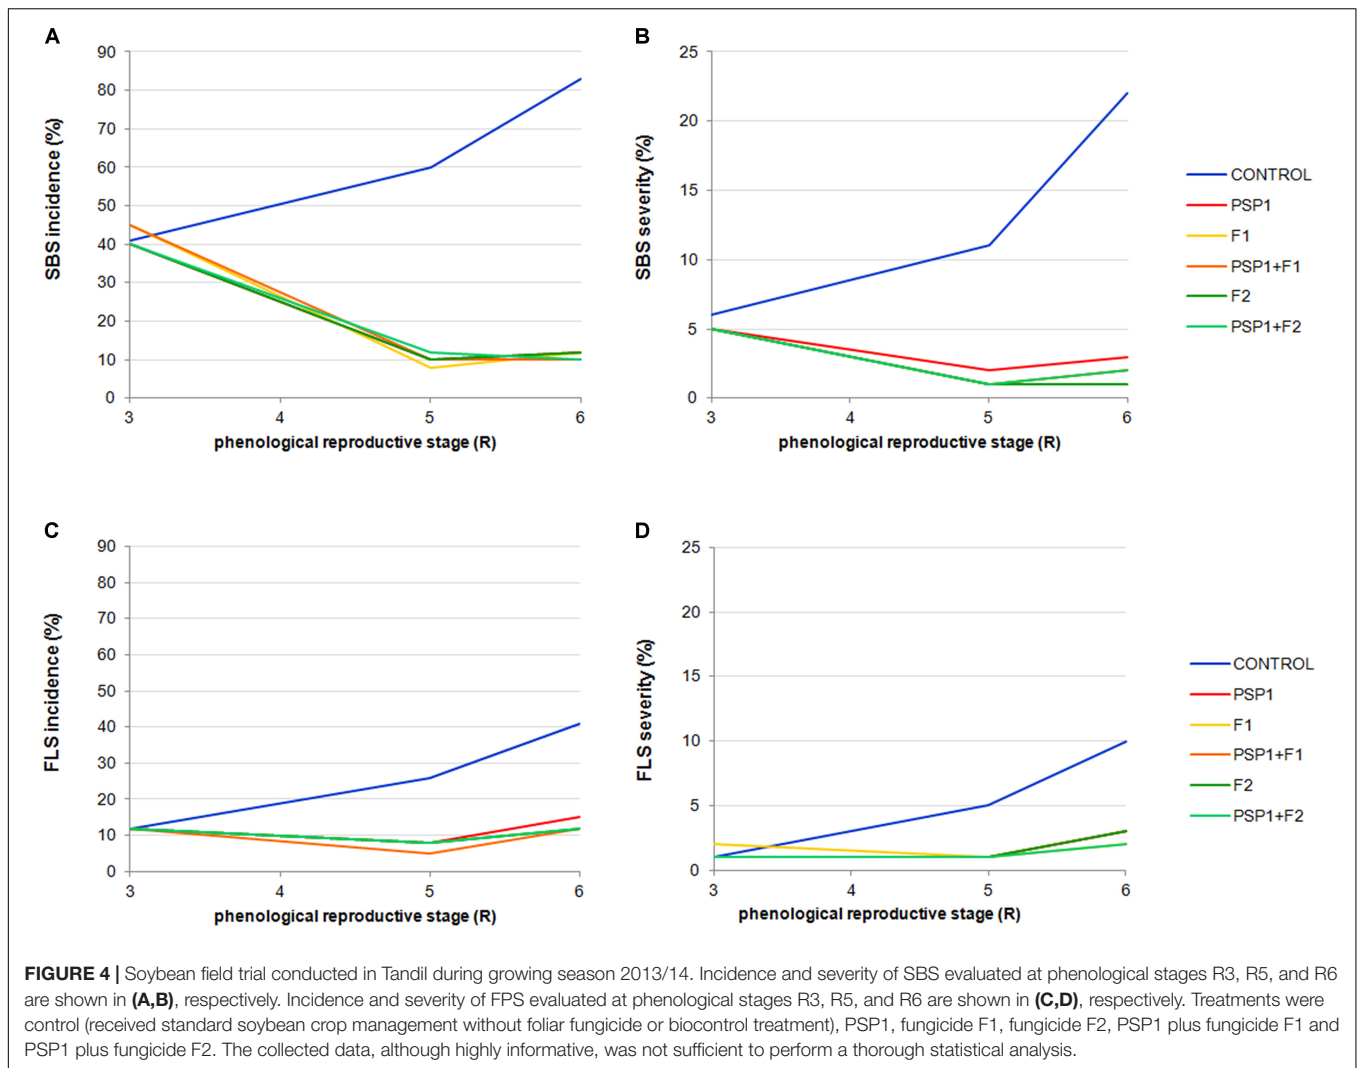 A
90
80
70
60
50
40
30
20
10
0
SBS incidence (%)
3 4 5 6
phenological reproductive stage (R)
B
25
20
15
10
5
0
SBS severity (%)
3 4 5 6
phenological reproductive stage (R)
CONTROL
PSP1
F1
PSP1+F1
F2
PSP1+F2
C
90
80
70
60
50
40
30
20
10
0
FLS incidence (%)
3 4 5 6
phenological reproductive stage (R)
D
25
20
15
10
5
0
FLS severity (%)
3 4 5 6
phenological reproductive stage (R)
CONTROL
PSP1
F1
PSP1+F1
F2
PSP1+F2
FIGURE 4 | Soybean field trial conducted in Tandil during growing season 2013/14. Incidence and severity of SBS evaluated at phenological stages R3, R5, and R6
are shown in (A,B), respectively. Incidence and severity of FPS evaluated at phenological stages R3, R5, and R6 are shown in (C,D), respectively. Treatments were
control (received standard soybean crop management without foliar fungicide or biocontrol treatment), PSP1, fungicide F1, fungicide F2, PSP1 plus fungicide F1 and
PSP1 plus fungicide F2. The collected data, although highly informative, was not sufficient to perform a thorough statistical analysis.